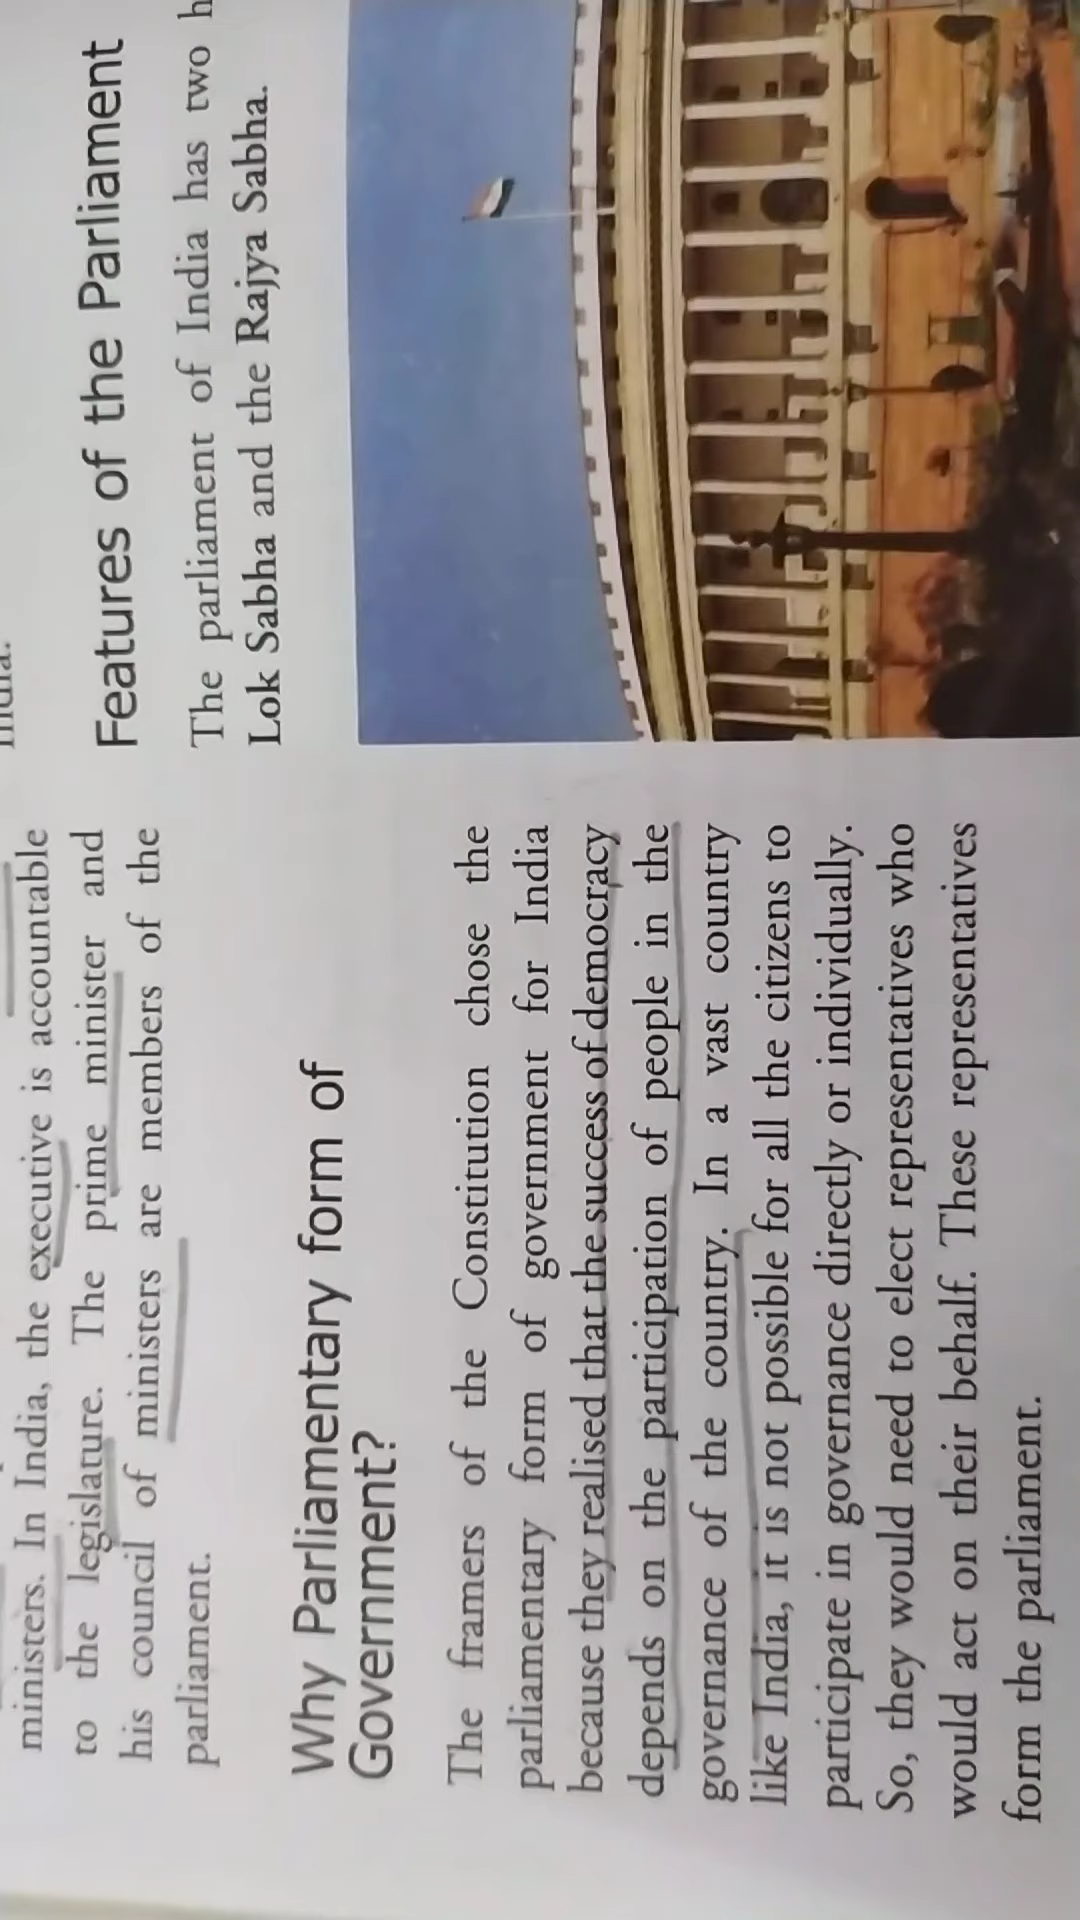 ministers. In India, the executive is accountable
to the legislature. The prime minister and
his council of ministers are members of the
parliament.
Why Parliamentary form of
Government?
The framers of the Constitution chose the
parliamentary form of government for India
because they realised that the success of democracy
depends on the participation of people in the
governance of the country. In a vast country
like India, it is not possible for all the citizens to
participate in governance directly or individually.
So, they would need to elect representatives who
would act on their behalf. These representatives
form the parliament.
Features of the Parliament
The parliament of India has two
Lok Sabha and the Rajya Sabha.